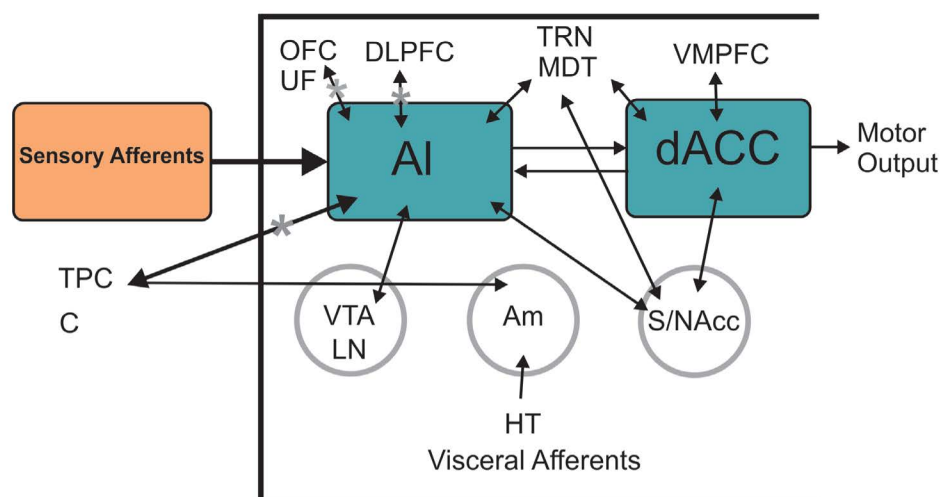 OFC
UF
DLPFC
TRN
MDT
VMPFC
Sensory Afferents
AI
dACC
Motor
Output
TPC
C
VTA
LN
Am
S/NAcc
HT
Visceral Afferents